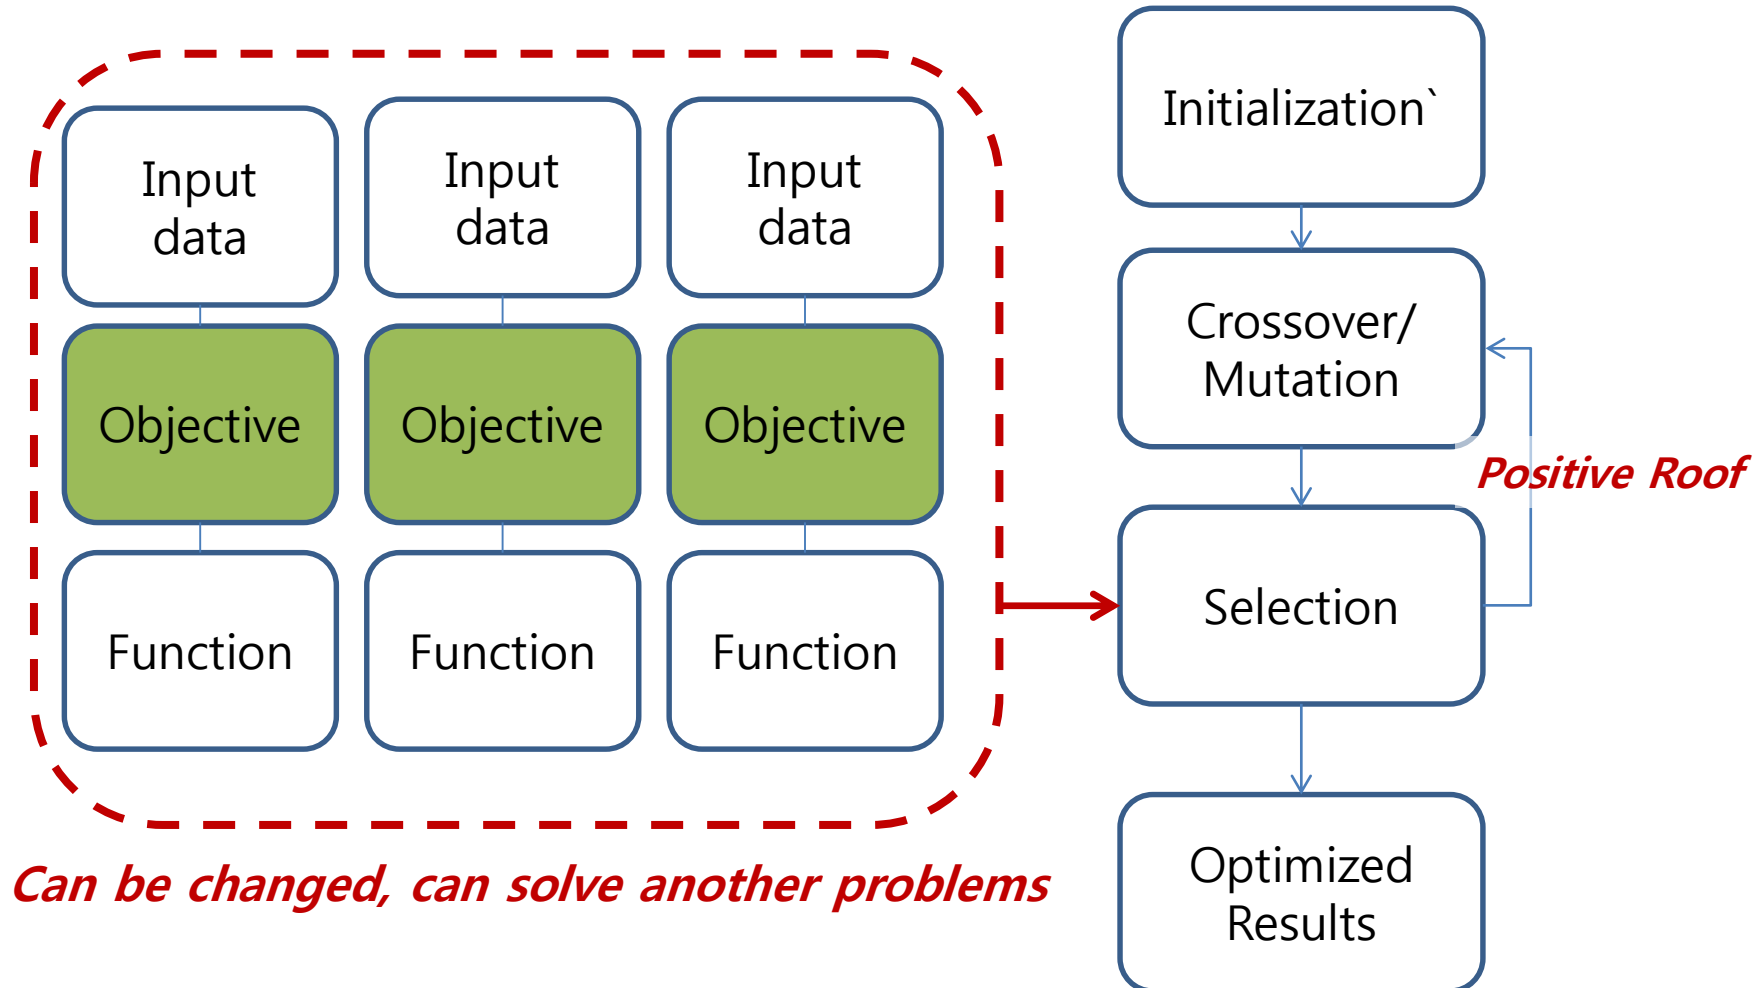 Input
data
Input
data
Input
data
Objective
Objective
Objective
Function
Function
Function
Can be changed, can solve another problems
Initialization`
Crossover/
Mutation
Positive Roof
Selection
Optimized
Results